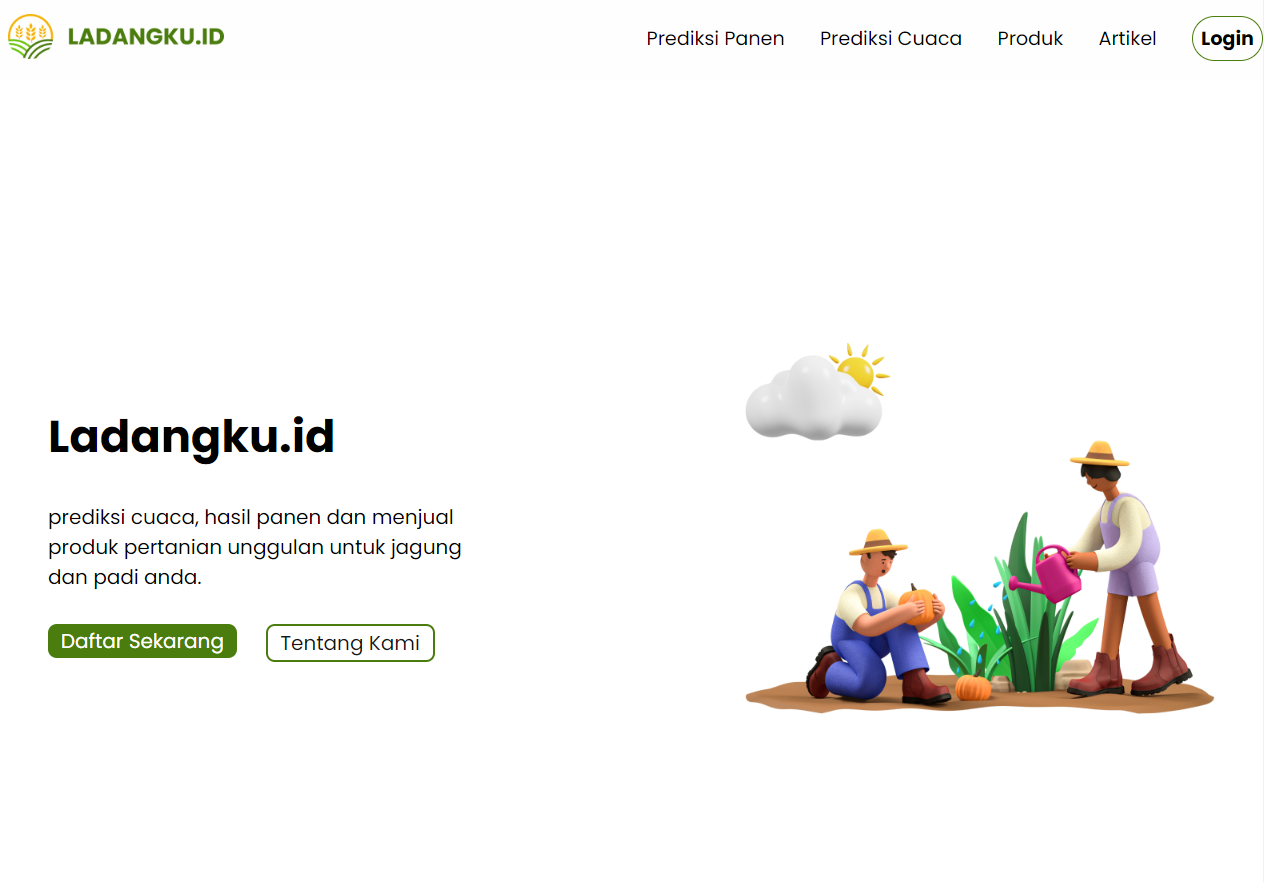 LADANGKU.ID
Prediksi Panen
Prediksi Cuaca
Produk
Artikel
Login
Ladangku.id
prediksi cuaca, hasil panen dan menjual
produk pertanian unggulan untuk jagung
dan padi anda.
Daftar Sekarang
Tentang Kami